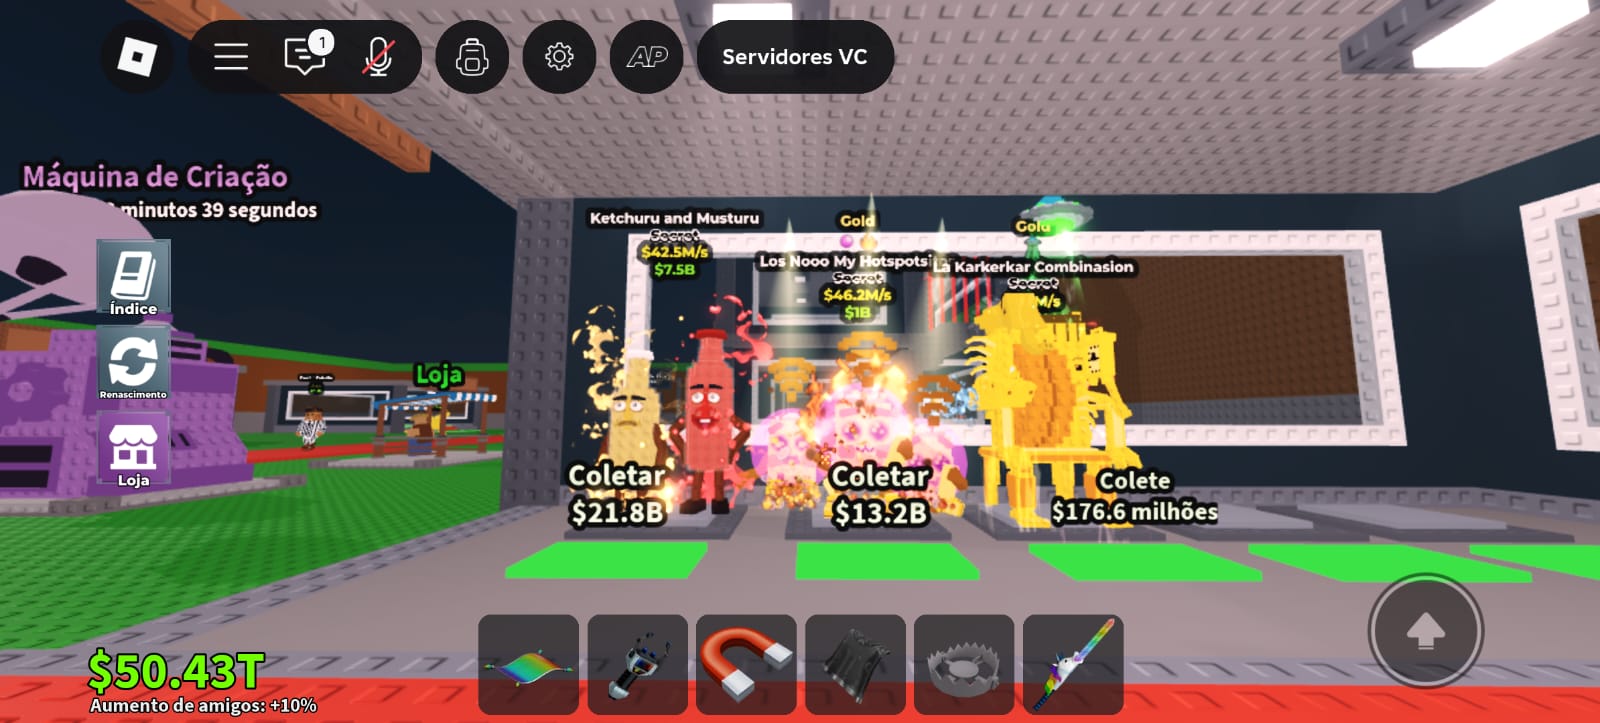 1
AP
Servidores VC
Máquina de Criação
minutos 39 segundos
Índice
Renascimento
Loja
Loja
Ketchuru and Musturu
Secret
$42.5M/s
$7.5B
Gold
Los Nooo My Hotspots
Secret
$46.2M/s
$1B
Gold
La Karkerkar Combinasion
Secret
M/s
Coletar
$21.8B
Coletar
$13.2B
Colete
$176.6 milhões
$50.43T
Aumento de amigos: +10%